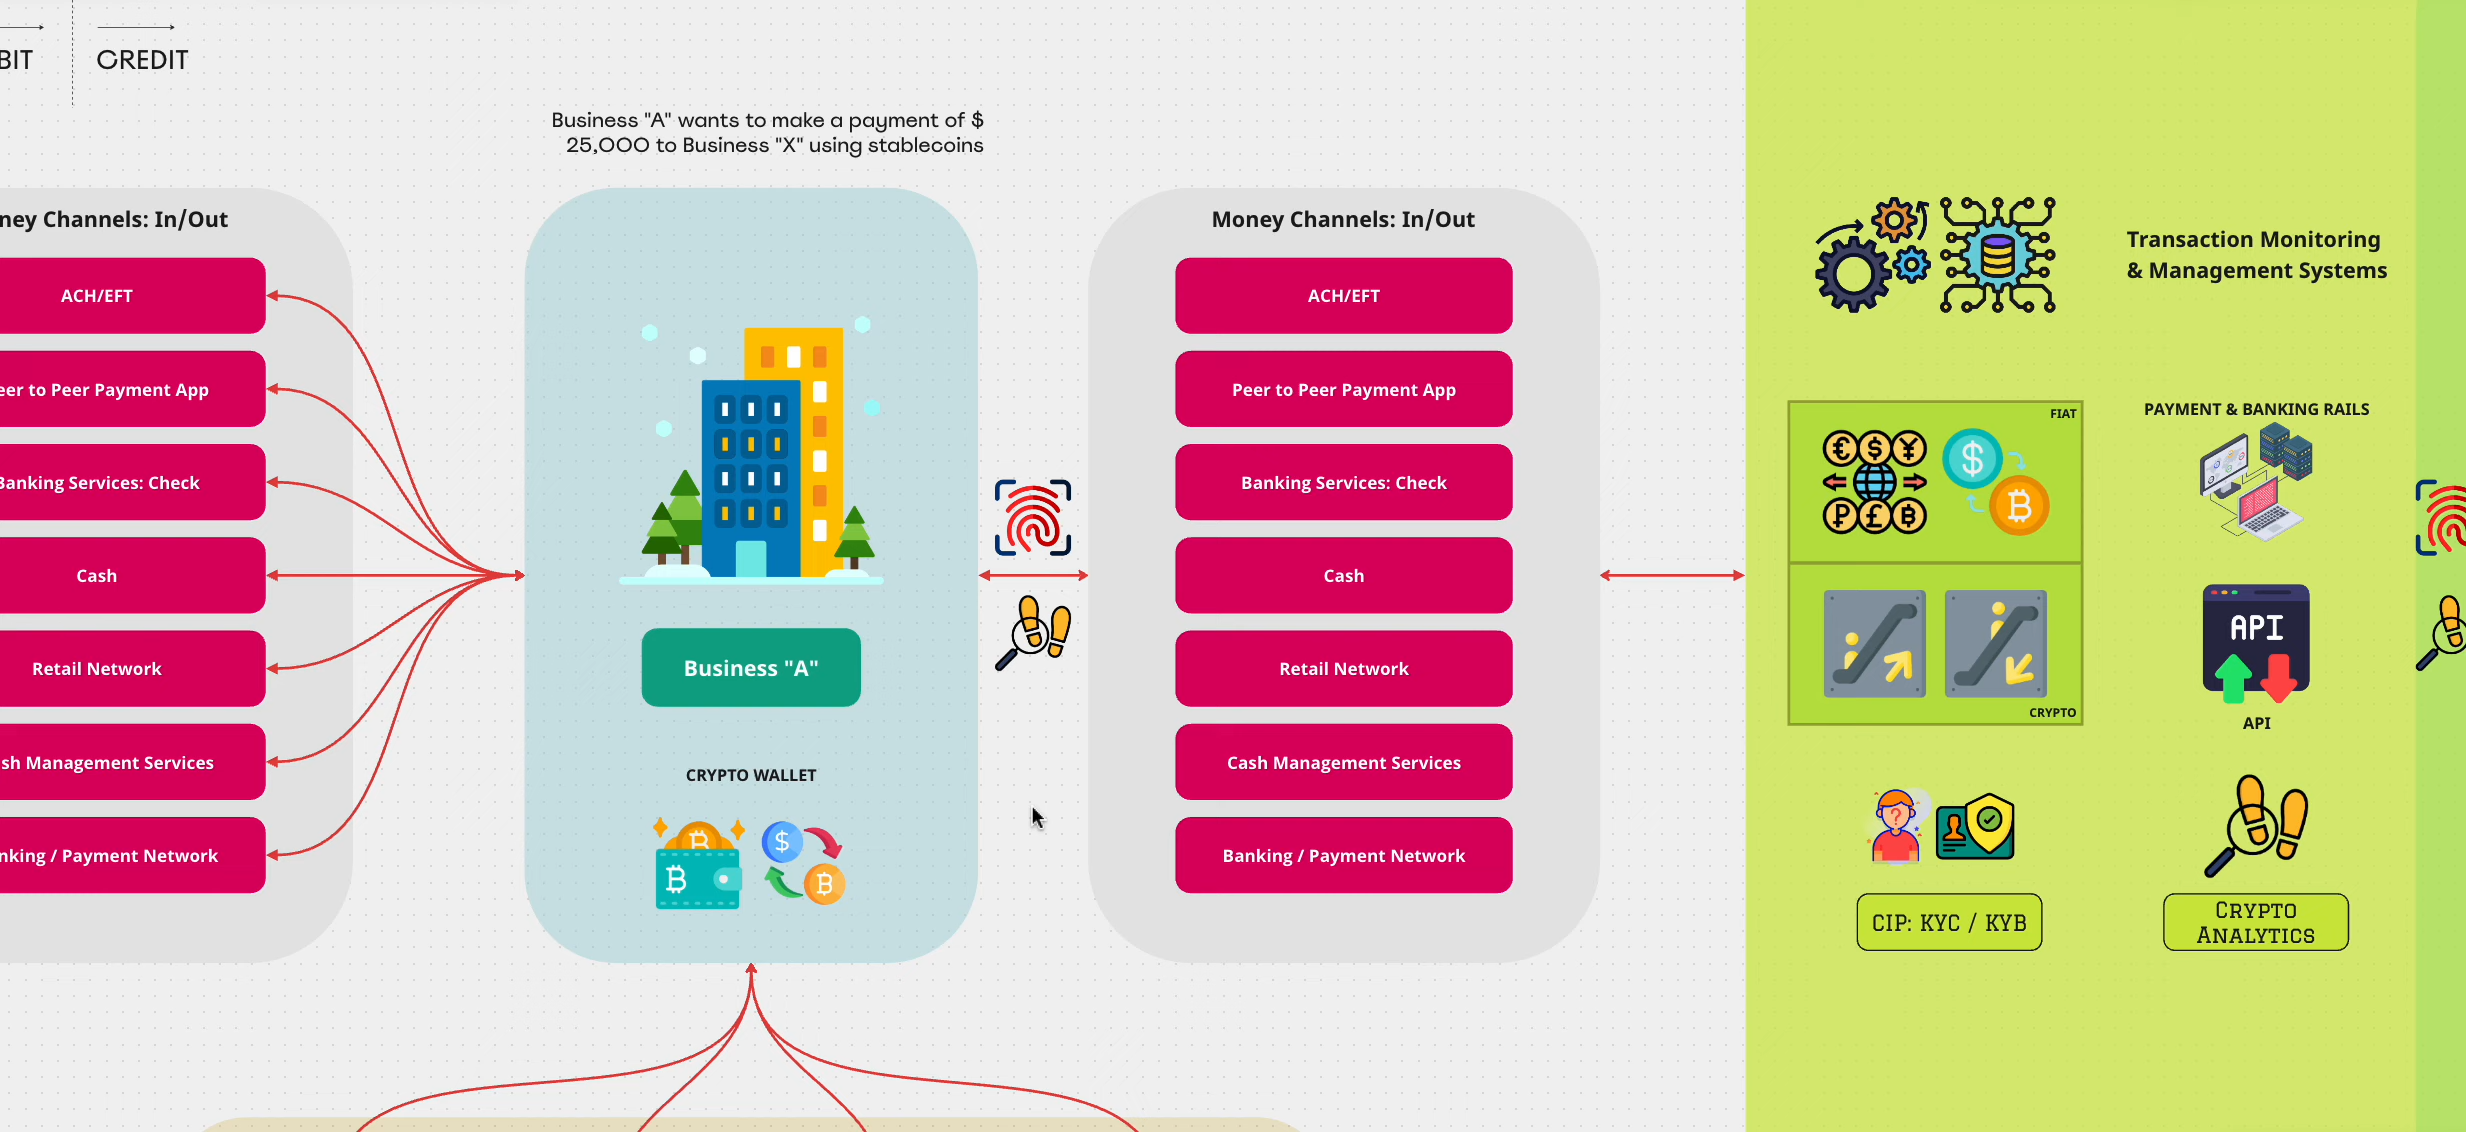 BIT
CREDIT
Business "A" wants to make a payment of $
25,000 to Business "X" using stablecoins
ney Channels: In/Out
ACH/EFT
eer to Peer Payment App
Banking Services: Check
Cash
Retail Network
sh Management Services
nking / Payment Network
Business "A"
CRYPTO WALLET
Money Channels: In/Out
ACH/EFT
Peer to Peer Payment App
Banking Services: Check
Cash
Retail Network
Cash Management Services
Banking / Payment Network
Transaction Monitoring
& Management Systems
FIAT
CRYPTO
PAYMENT & BANKING RAILS
API
API
CIP: KYC / KYB
CRYPTO
ANALYTICS